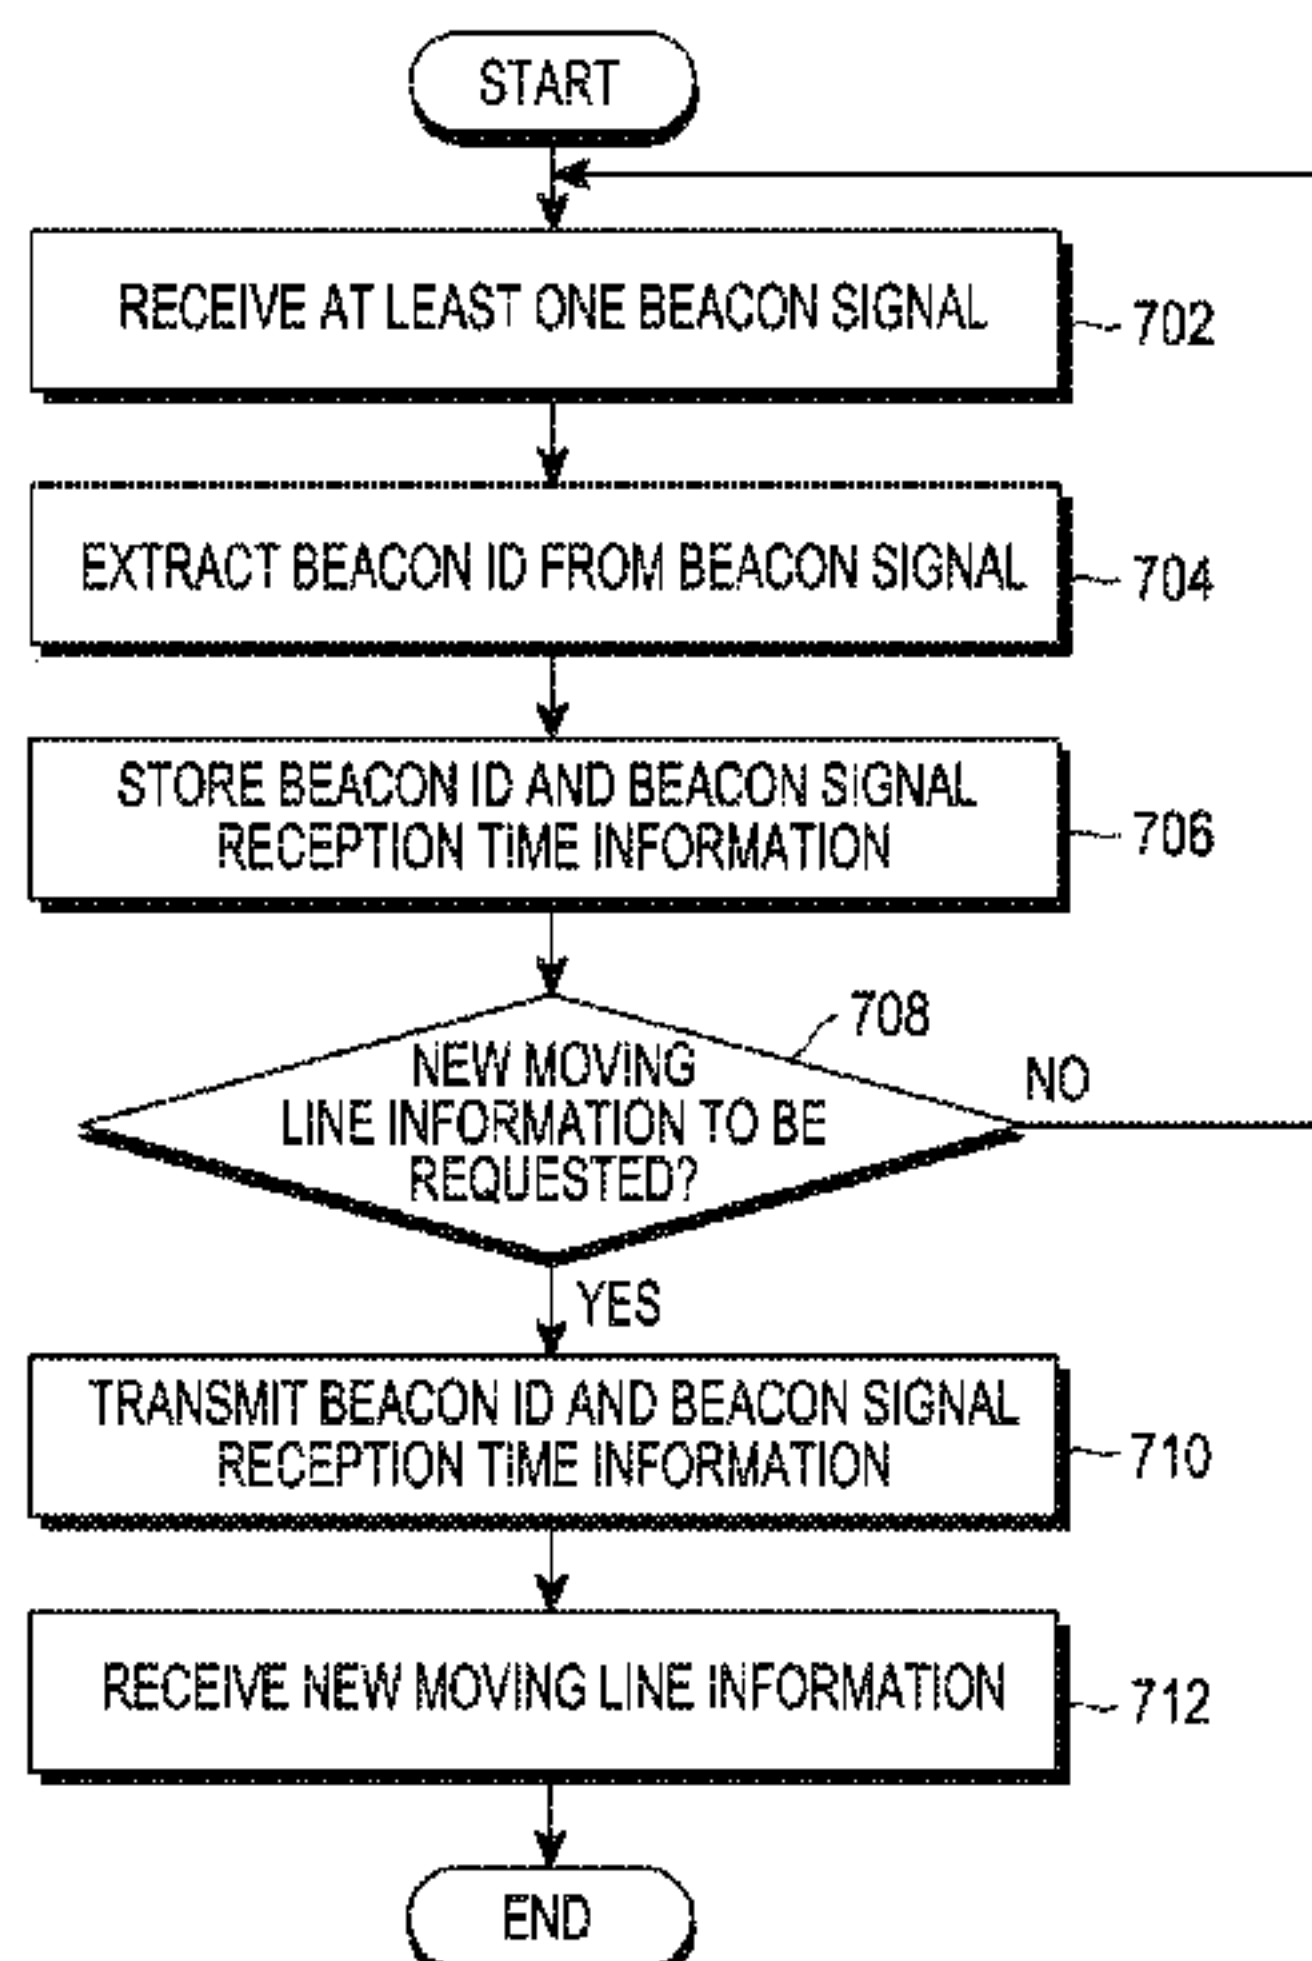 START
RECEIVE AT LEAST ONE BEACON SIGNAL
702
EXTRACT BEACON ID FROM BEACON SIGNAL
704
STORE BEACON ID AND BEACON SIGNAL
RECEPTION TIME INFORMATION
706
708
NEW MOVING
LINE INFORMATION TO BE
REQUESTED?
NO
YES
TRANSMIT BEACON ID AND BEACON SIGNAL
RECEPTION TIME INFORMATION
710
RECEIVE NEW MOVING LINE INFORMATION
712
END